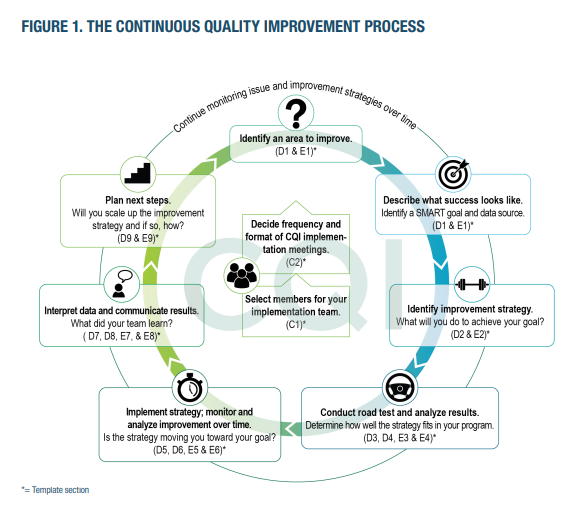 FIGURE 1. THE CONTINUOUS QUALITY IMPROVEMENT PROCESS
Continue monitoring issue and improvement strategies over time
?
Identify an area to improve.
(D1 & E1)*
Describe what success looks like.
Identify a SMART goal and data source.
(D1 & E1)*
Identify improvement strategy.
What will you do to achieve your goal?
(D2 & E2)*
Conduct road test and analyze results.
Determine how well the strategy fits in your program.
(D3, D4, E3 & E4)*
Implement strategy; monitor and
analyze improvement over time.
Is the strategy moving you toward your goal?
(D5, D6, E5 & E6)*
Interpret data and communicate results.
What did your team learn?
( D7, D8, E7, & E8)*
Plan next steps.
Will you scale up the improvement
strategy and if so, how?
(D9 & E9)*
Decide frequency and
format of CQI implemen-
tation meetings.
(C2)*
Select members for your
implementation team.
(C1)*
CQI
*= Template section